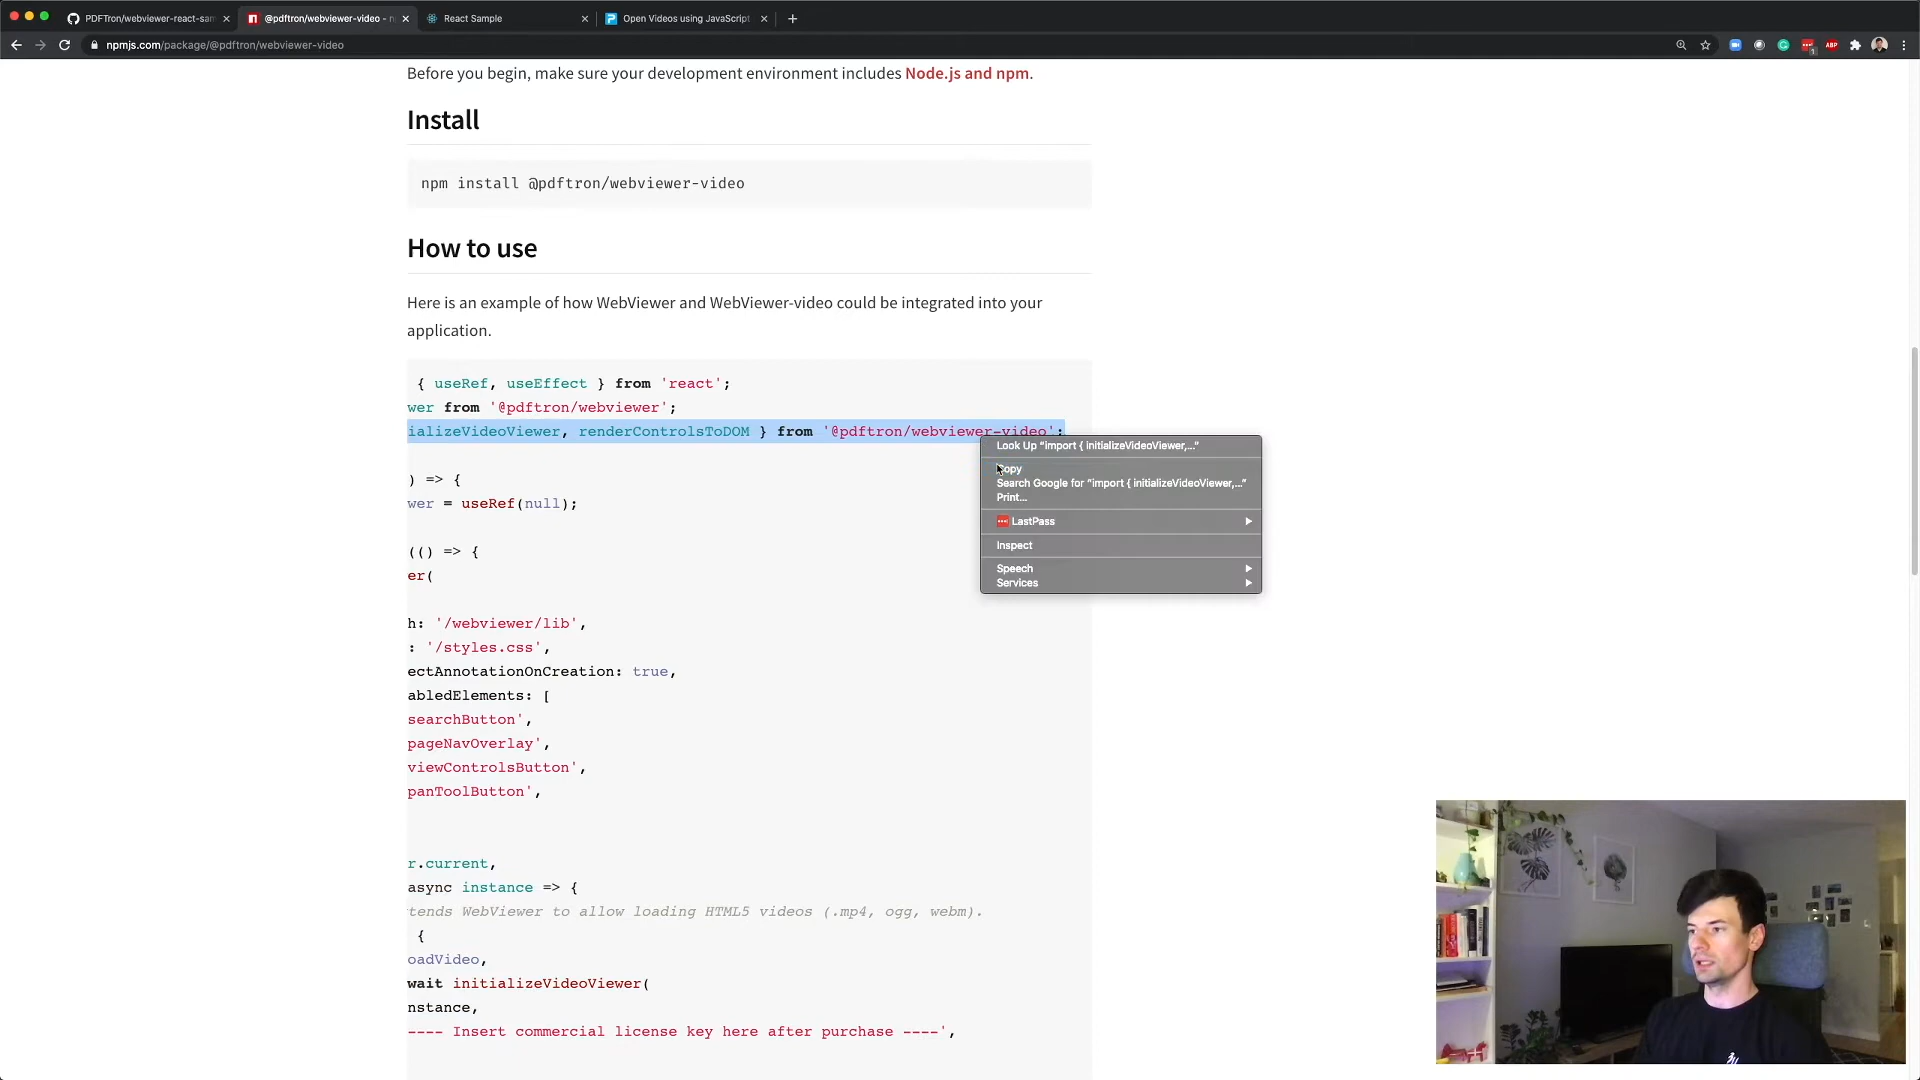 PDFTron/webviewer-react-sam
@pdftron/webviewer-video - n
React Sample
Open Videos using JavaScript
npmjs.com/package/@pdftron/webviewer-video
1
ABP
Before you begin, make sure your development environment includes Node.js and npm.
Install
npm install @pdftron/webviewer-video
How to use
Here is an example of how WebViewer and WebViewer-video could be integrated into your
application.
{ useRef, useEffect } from 'react';
wer from '@pdftron/webviewer';
ializeVideoViewer, renderControlsToDOM } from '@pdftron/webviewer-video';
Look Up "import { initializeVideoViewer,..."
Copy
Search Google for "import { initializeVideoViewer,..."
Print...
LastPass
Inspect
Speech
Services
) => {
wer = useRef(null);
(() => {
er(
h: '/webviewer/lib',
: '/styles.css',
ectAnnotationOnCreation: true,
abledElements: [
searchButton',
pageNavOverlay',
viewControlsButton',
panToolButton',
r.current,
async instance => {
tends WebViewer to allow loading HTML5 videos (.mp4, ogg, webm).
{
oadVideo,
wait initializeVideoViewer(
nstance,
---- Insert commercial license key here after purchase ----',